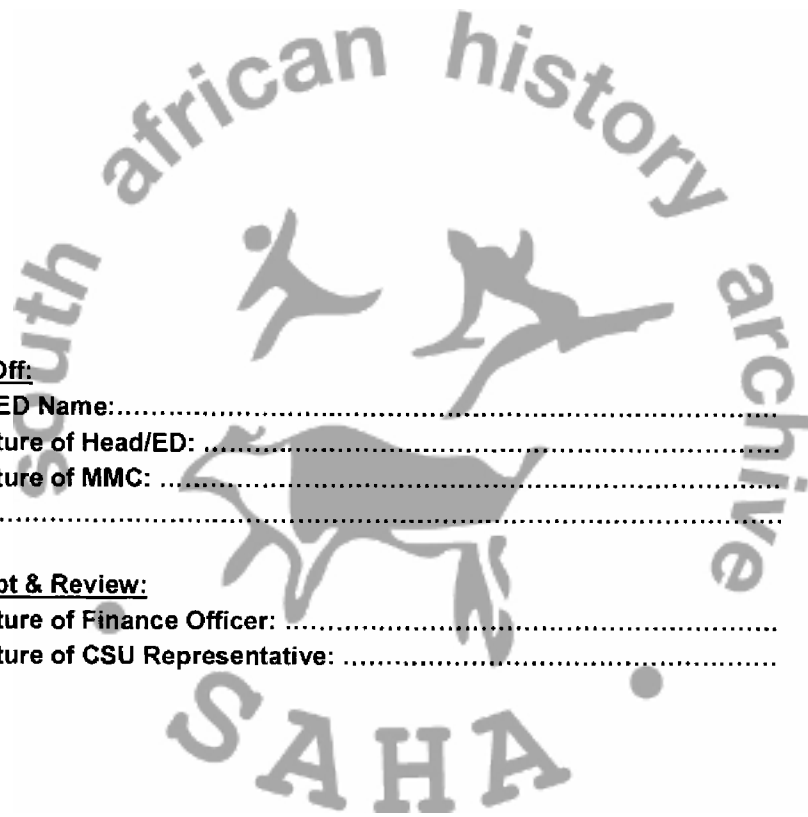 south african history archive
Off:
ED Name:................................................................
ture of Head/ED: ................................................................
ture of MMC: ................................................................
................................................................
pt & Review:
ture of Finance Officer: ................................................................
ture of CSU Representative: ................................................................
SAHA